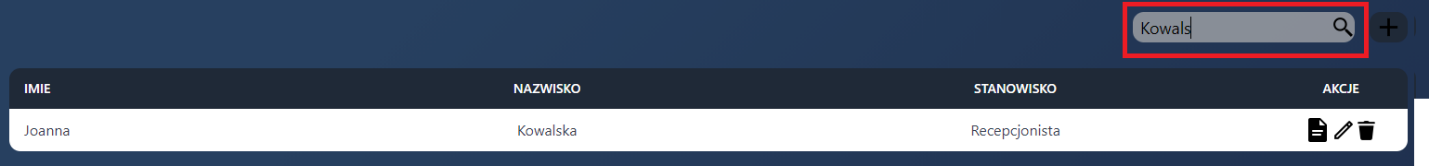 Kowals
IMIE NAZWISKO STANOWISKO AKCJE
Joanna Kowalska Recepcjonista